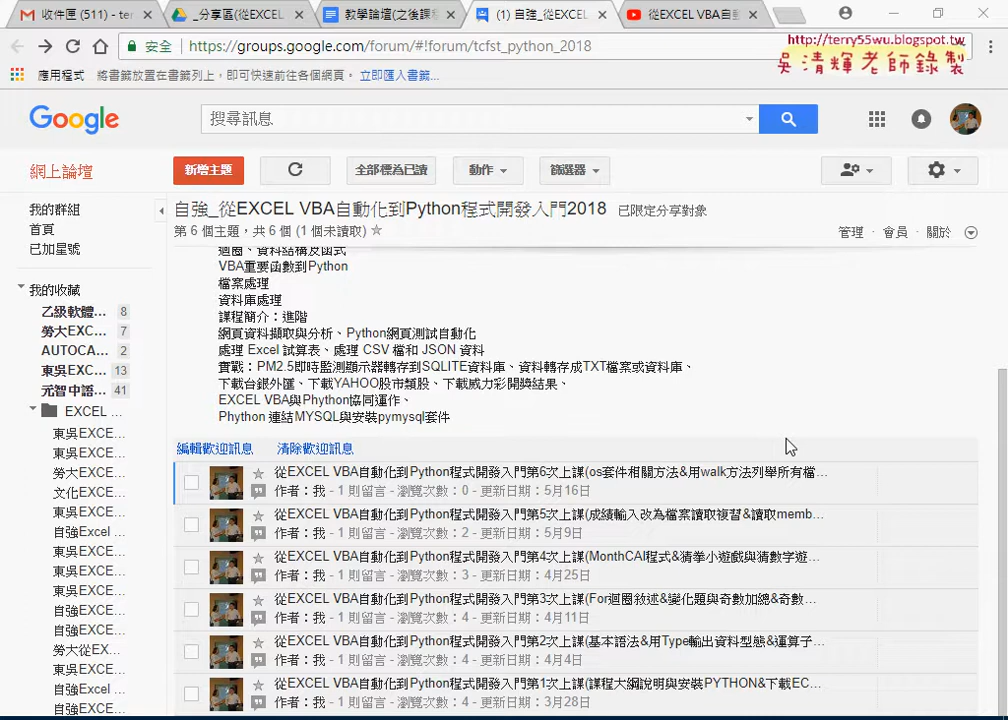 收件匣 (511) - ter
_分享區(從EXCEL
教學論壇(之後課程
(1) 自強_從EXCEL
從EXCEL VBA自動
安全
https://groups.google.com/forum/#!forum/tcfst_python_2018
http://terry55wu.blogspot.tw
吳清輝老師錄製
應用程式
將書籤放置在書籤列上，即可快速前往各個網頁。
立即匯入書籤...
Google
搜尋訊息
網上論壇
新增主題
全部標為已讀
動作
篩選器
我的群組
首頁
已加星號
我的收藏
乙級軟體... 8
勞大EXC... 7
AUTOCA... 2
東吳EXC... 13
元智中語... 41
EXCEL ...
東吳EXCE...
東吳EXCE...
勞大EXCE...
文化EXCE...
東吳EXCE...
自強Excel ...
東吳EXCE...
東吳EXCE...
自強EXCE...
自強EXCE...
勞大從EX...
東吳EXCE...
自強Excel ...
自強EXCE...
自強_從EXCEL VBA自動化到Python程式開發入門2018
已限定分享對象
第 6 個主題，共 6 個 (1 個未讀取)
管理 · 會員 · 關於
迴圈、資料結構及函式
VBA重要函數到Python
檔案處理
資料庫處理
課程簡介：進階
網頁資料擷取與分析、Python網頁測試自動化
處理 Excel 試算表、處理 CSV 檔和 JSON 資料
實戰：PM2.5即時監測顯示器轉存到SQLITE資料庫、資料轉存成TXT檔案或資料庫、
下載台銀外匯、下載YAHOO股市類股、下載威力彩開獎結果、
EXCEL VBA與Phython協同運作、
Phython 連結MYSQL與安裝pymysql套件
編輯歡迎訊息
清除歡迎訊息
從EXCEL VBA自動化到Python程式開發入門第6次上課(os套件相關方法&用walk方法列舉所有檔...
作者：我 - 1 則留言 - 瀏覽次數：0 - 更新日期：5月16日
從EXCEL VBA自動化到Python程式開發入門第5次上課(成績輸入改為檔案讀取複習&讀取memb...
作者：我 - 1 則留言 - 瀏覽次數：2 - 更新日期：5月9日
從EXCEL VBA自動化到Python程式開發入門第4次上課(MonthCAl程式&猜拳小遊戲與猜數字遊...
作者：我 - 1 則留言 - 瀏覽次數：3 - 更新日期：4月25日
從EXCEL VBA自動化到Python程式開發入門第3次上課(For迴圈敘述&變化題與奇數加總&奇數...
作者：我 - 1 則留言 - 瀏覽次數：4 - 更新日期：4月11日
從EXCEL VBA自動化到Python程式開發入門第2次上課(基本語法&用Type輸出資料型態&運算子...
作者：我 - 1 則留言 - 瀏覽次數：4 - 更新日期：4月4日
從EXCEL VBA自動化到Python程式開發入門第1次上課(課程大綱說明與安裝PYTHON&下載EC...
作者：我 - 1 則留言 - 瀏覽次數：4 - 更新日期：3月28日